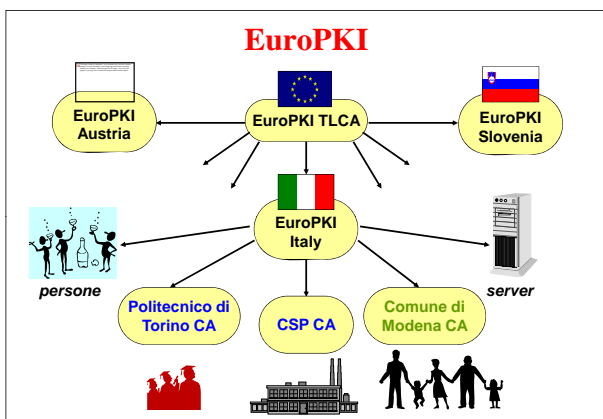 EuroPKI
EuroPKI
Austria
EuroPKI TLCA
EuroPKI
Slovenia
EuroPKI
Italy
persone
server
Politecnico di
Torino CA
CSP CA
Comune di
Modena CA